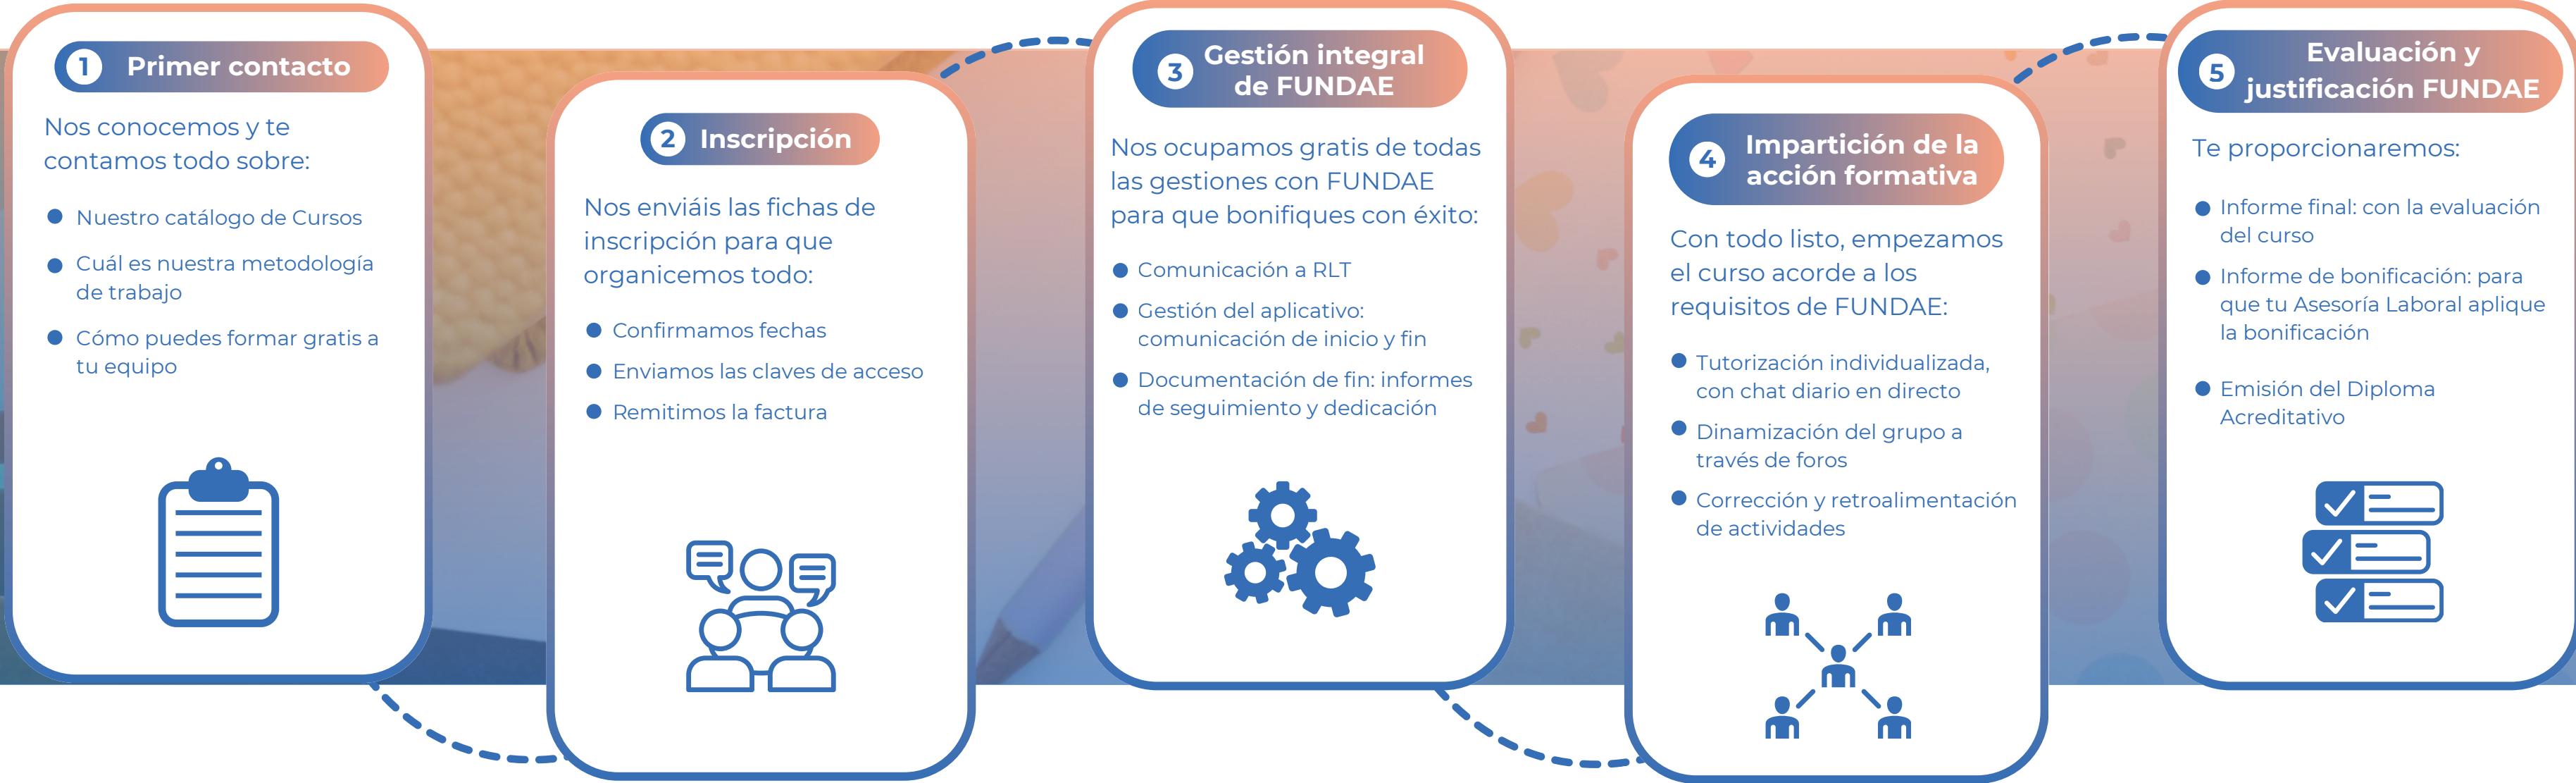 1 Primer contacto
Nos conocemos y te
contamos todo sobre:
Nuestro catálogo de Cursos
Cuál es nuestra metodología
de trabajo
Cómo puedes formar gratis a
tu equipo
2 Inscripción
Nos enviáis las fichas de
inscripción para que
organicemos todo:
Confirmamos fechas
Enviamos las claves de acceso
Remitimos la factura
3 Gestión integral
de FUNDAE
Nos ocupamos gratis de todas
las gestiones con FUNDAE
para que bonifiques con éxito:
Comunicación a RLT
Gestión del aplicativo:
comunicación de inicio y fin
Documentación de fin: informes
de seguimiento y dedicación
4 Impartición de la
acción formativa
Con todo listo, empezamos
el curso acorde a los
requisitos de FUNDAE:
Tutorización individualizada,
con chat diario en directo
Dinamización del grupo a
través de foros
Corrección y retroalimentación
de actividades
5 Evaluación y
justificación FUNDAE
Te proporcionaremos:
Informe final: con la evaluación
del curso
Informe de bonificación: para
que tu Asesoría Laboral aplique
la bonificación
Emisión del Diploma
Acreditativo